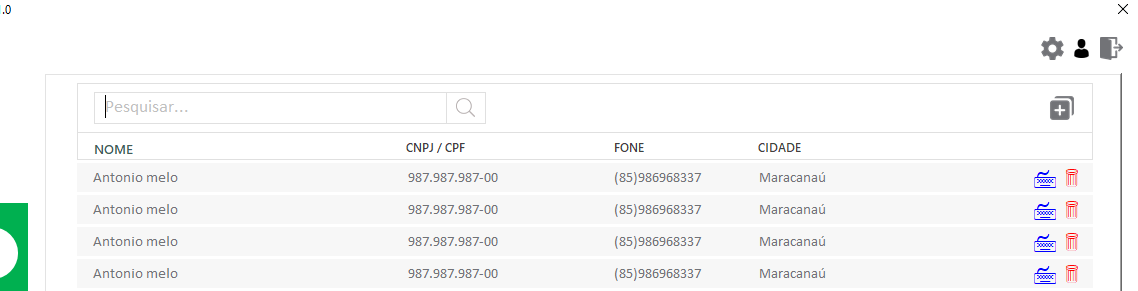 .0
Pesquisar...
NOME CNPJ / CPF FONE CIDADE
Antonio melo 987.987.987-00 (85)986968337 Maracanaú
Antonio melo 987.987.987-00 (85)986968337 Maracanaú
Antonio melo 987.987.987-00 (85)986968337 Maracanaú
Antonio melo 987.987.987-00 (85)986968337 Maracanaú